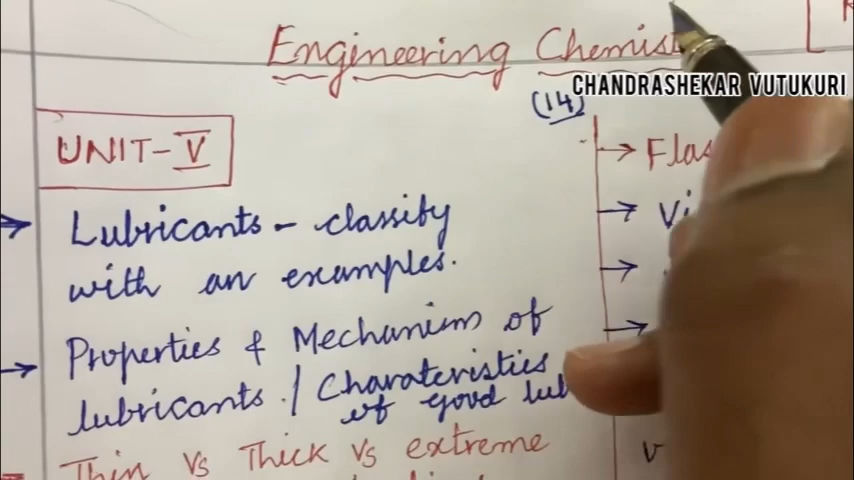 Engineering Chemist
CHANDRASHEKAR VUTUKURI
(14)
UNIT-V
Lubricants - classify
with an examples.
Properties & Mechanism of
lubricants. / Charateristics
of good lub
Thin vs Thick vs extreme
Flas
Vi